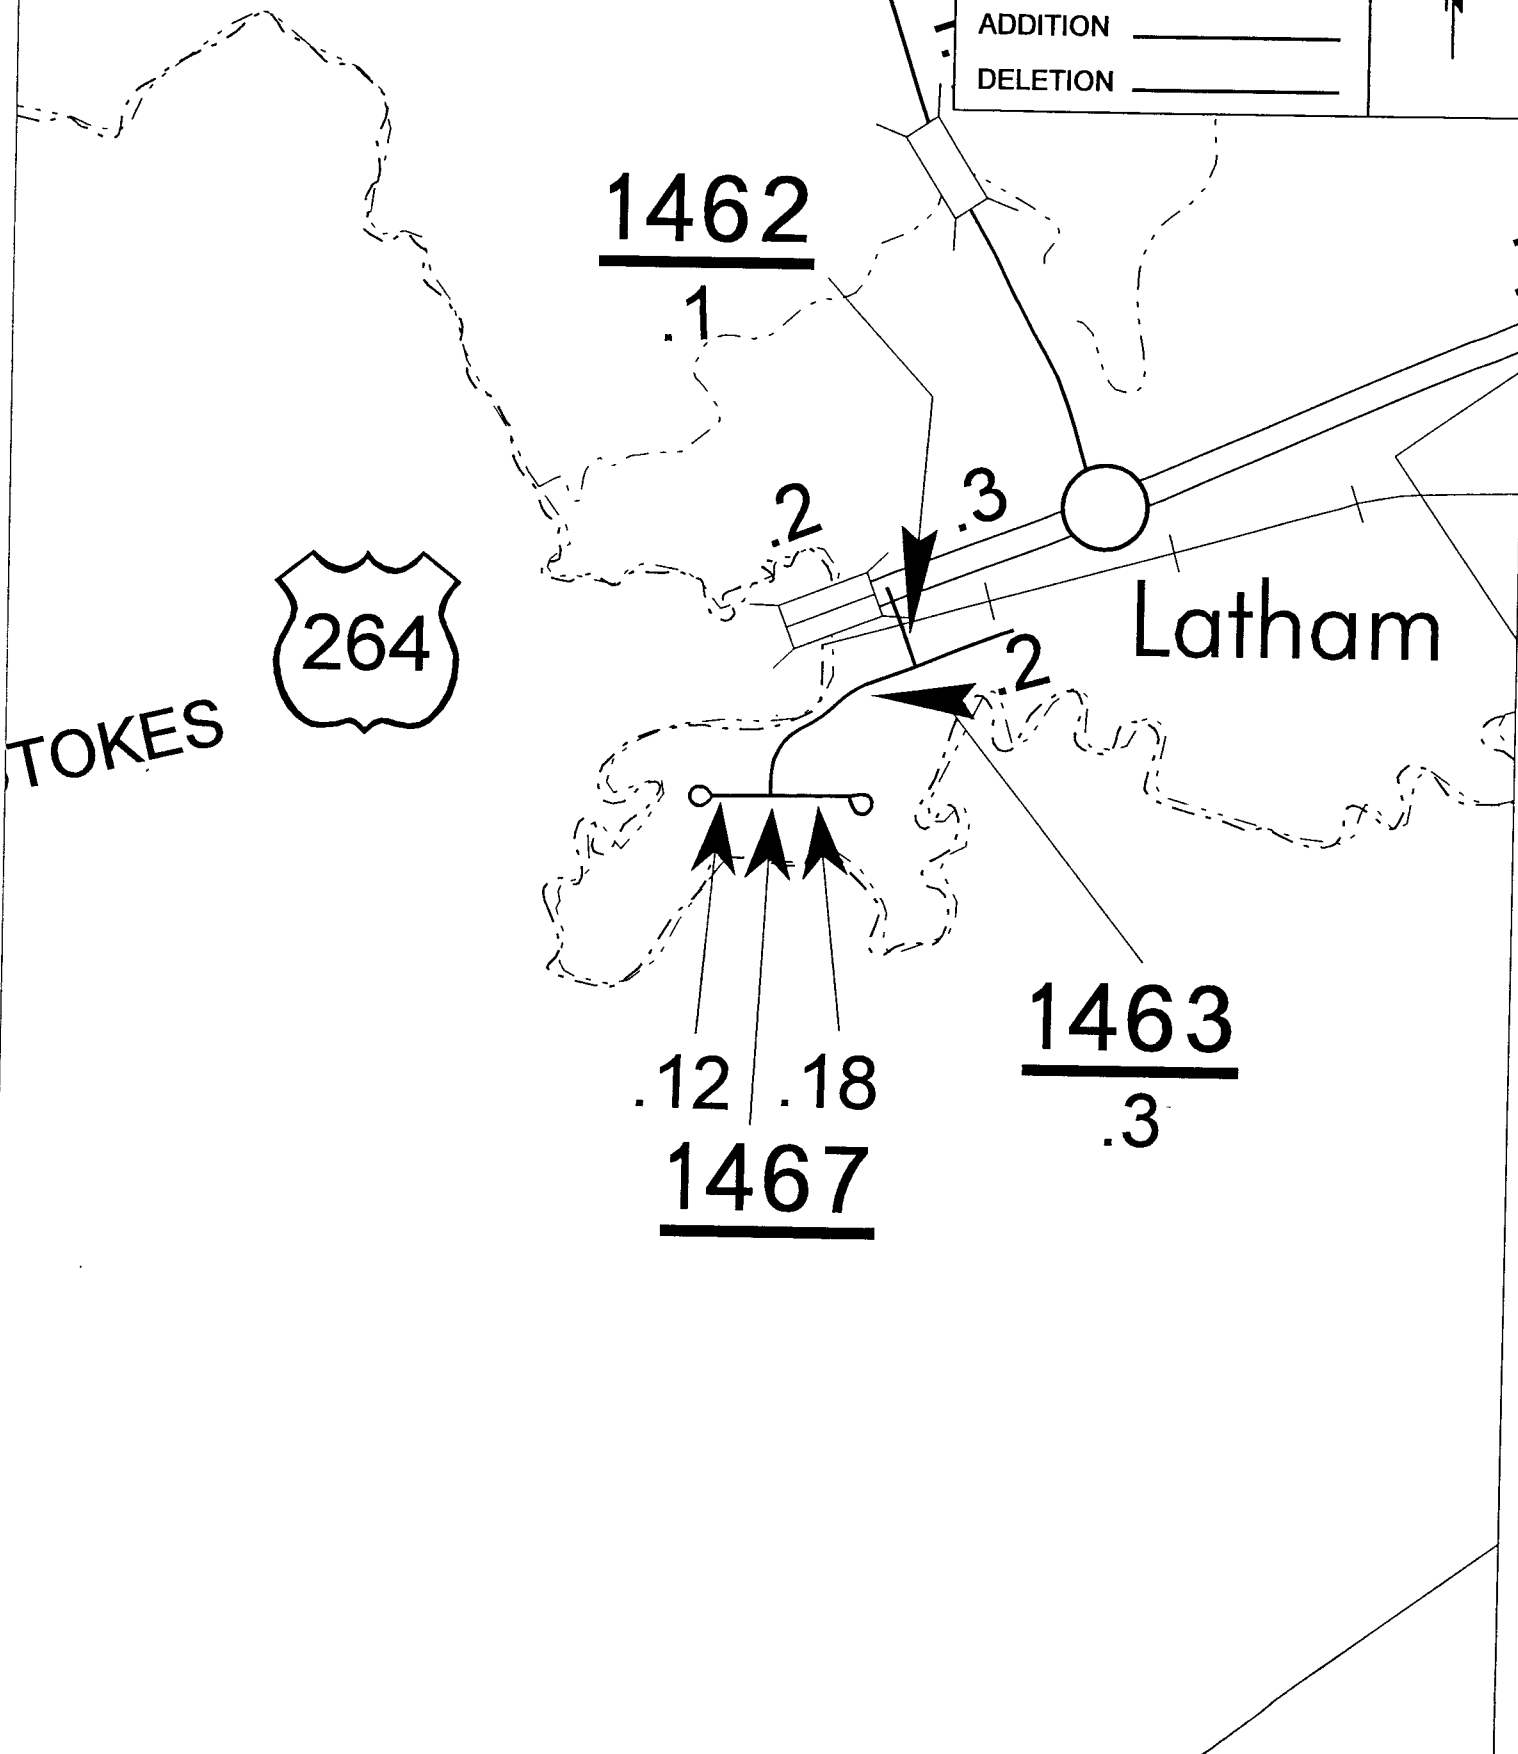 ADDITION
DELETION
N
1462
.1
.2
.3
264
Latham
.2
TOKES
.12
.18
1467
1463
.3